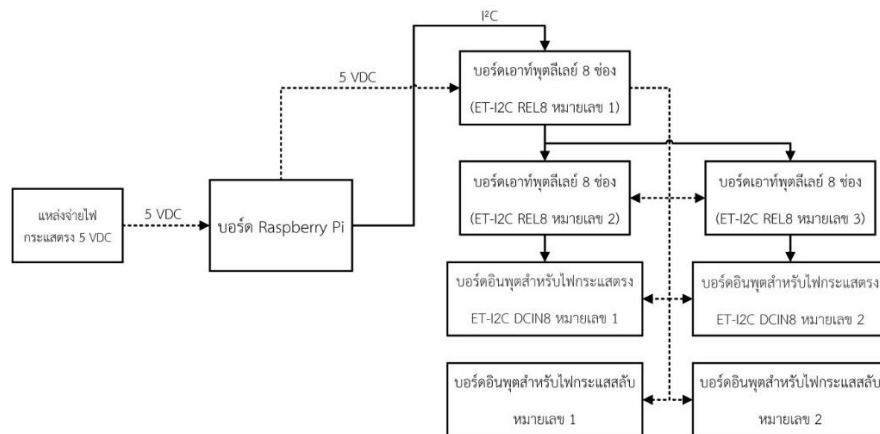 I²C
บอร์ดเอาท์พุตลีเลย์ 8 ช่อง
(ET-I2C REL8 หมายเลข 1)
5 VDC
บอร์ดเอาท์พุตลีเลย์ 8 ช่อง
(ET-I2C REL8 หมายเลข 2)
บอร์ดเอาท์พุตลีเลย์ 8 ช่อง
(ET-I2C REL8 หมายเลข 3)
แหล่งจ่ายไฟ
กระแสตรง 5 VDC
5 VDC
บอร์ด Raspberry Pi
บอร์ดอินพุตสำหรับไฟกระแสตรง
ET-I2C DCIN8 หมายเลข 1
บอร์ดอินพุตสำหรับไฟกระแสตรง
ET-I2C DCIN8 หมายเลข 2
บอร์ดอินพุตสำหรับไฟกระแสสลับ
หมายเลข 1
บอร์ดอินพุตสำหรับไฟกระแสสลับ
หมายเลข 2